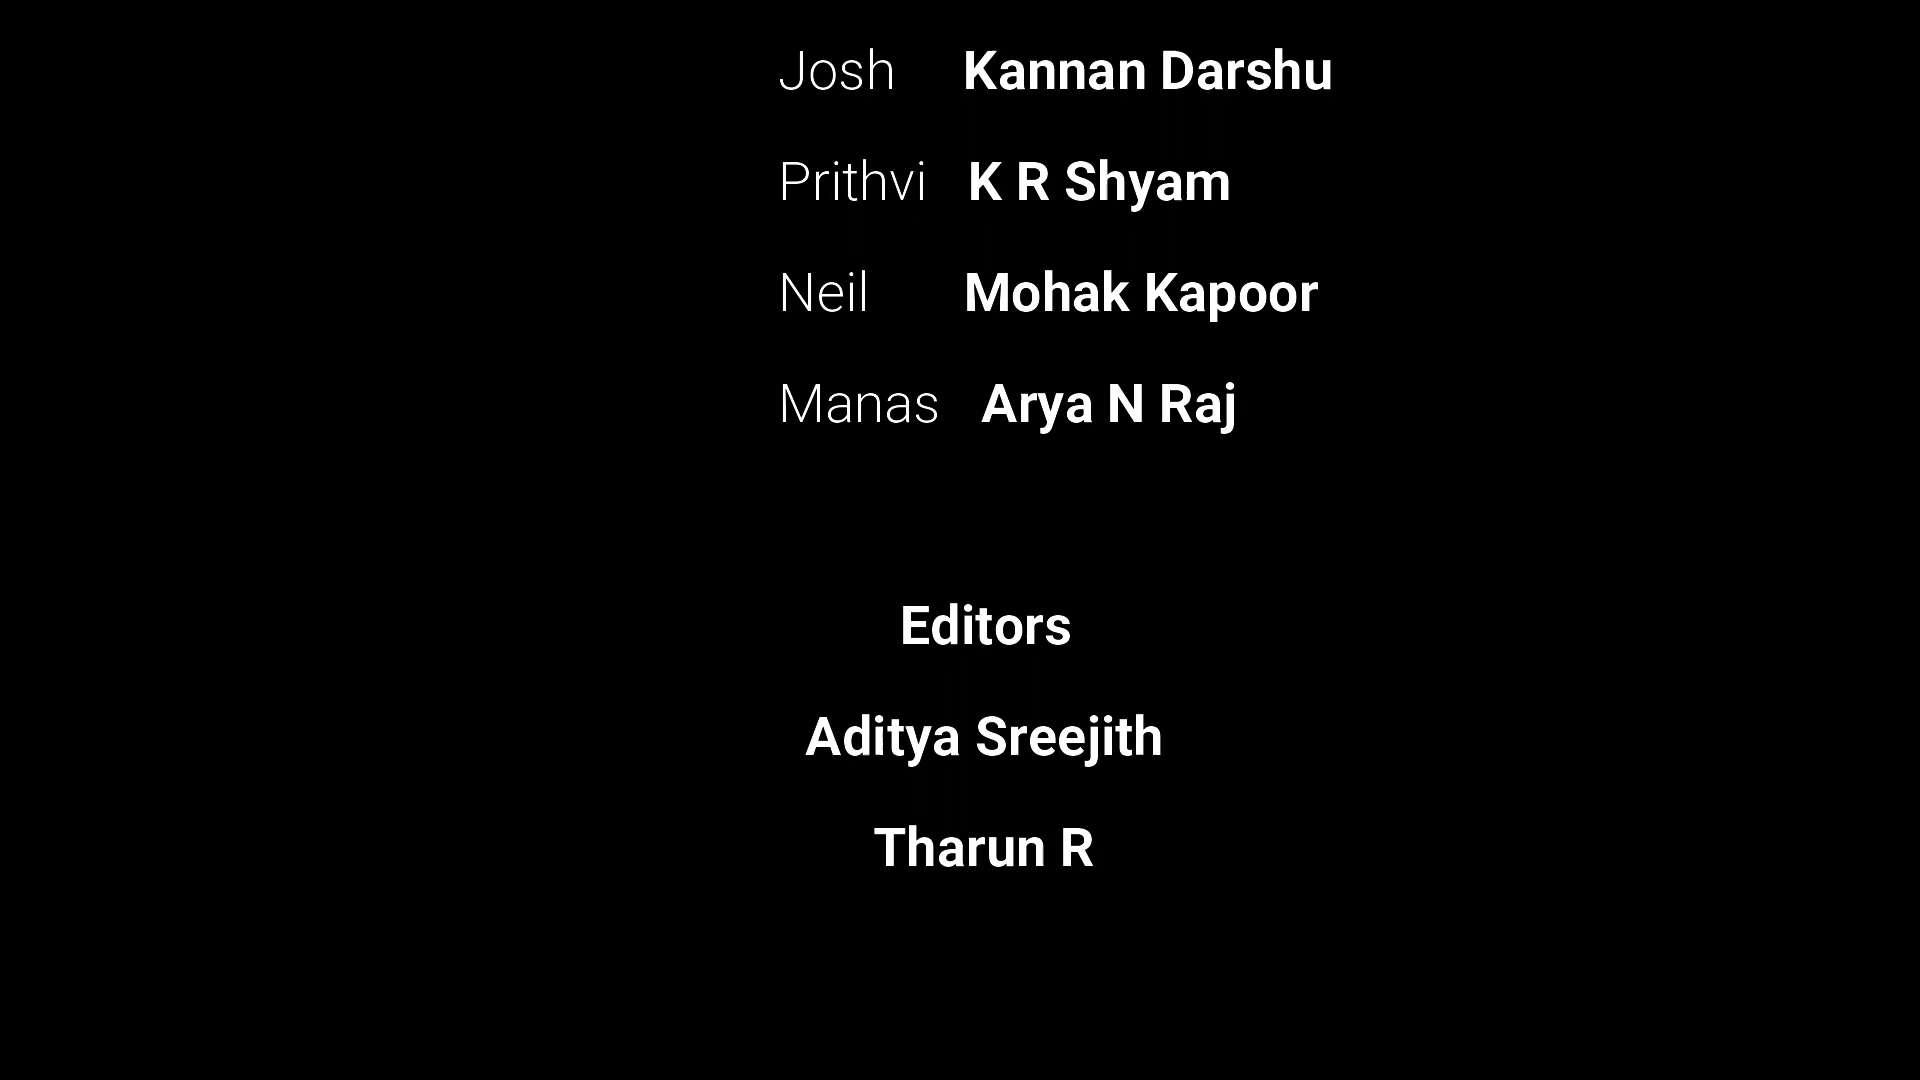 Josh Kannan Darshu
Prithvi K R Shyam
Neil Mohak Kapoor
Manas Arya N Raj
Editors
Aditya Sreejith
Tharun R